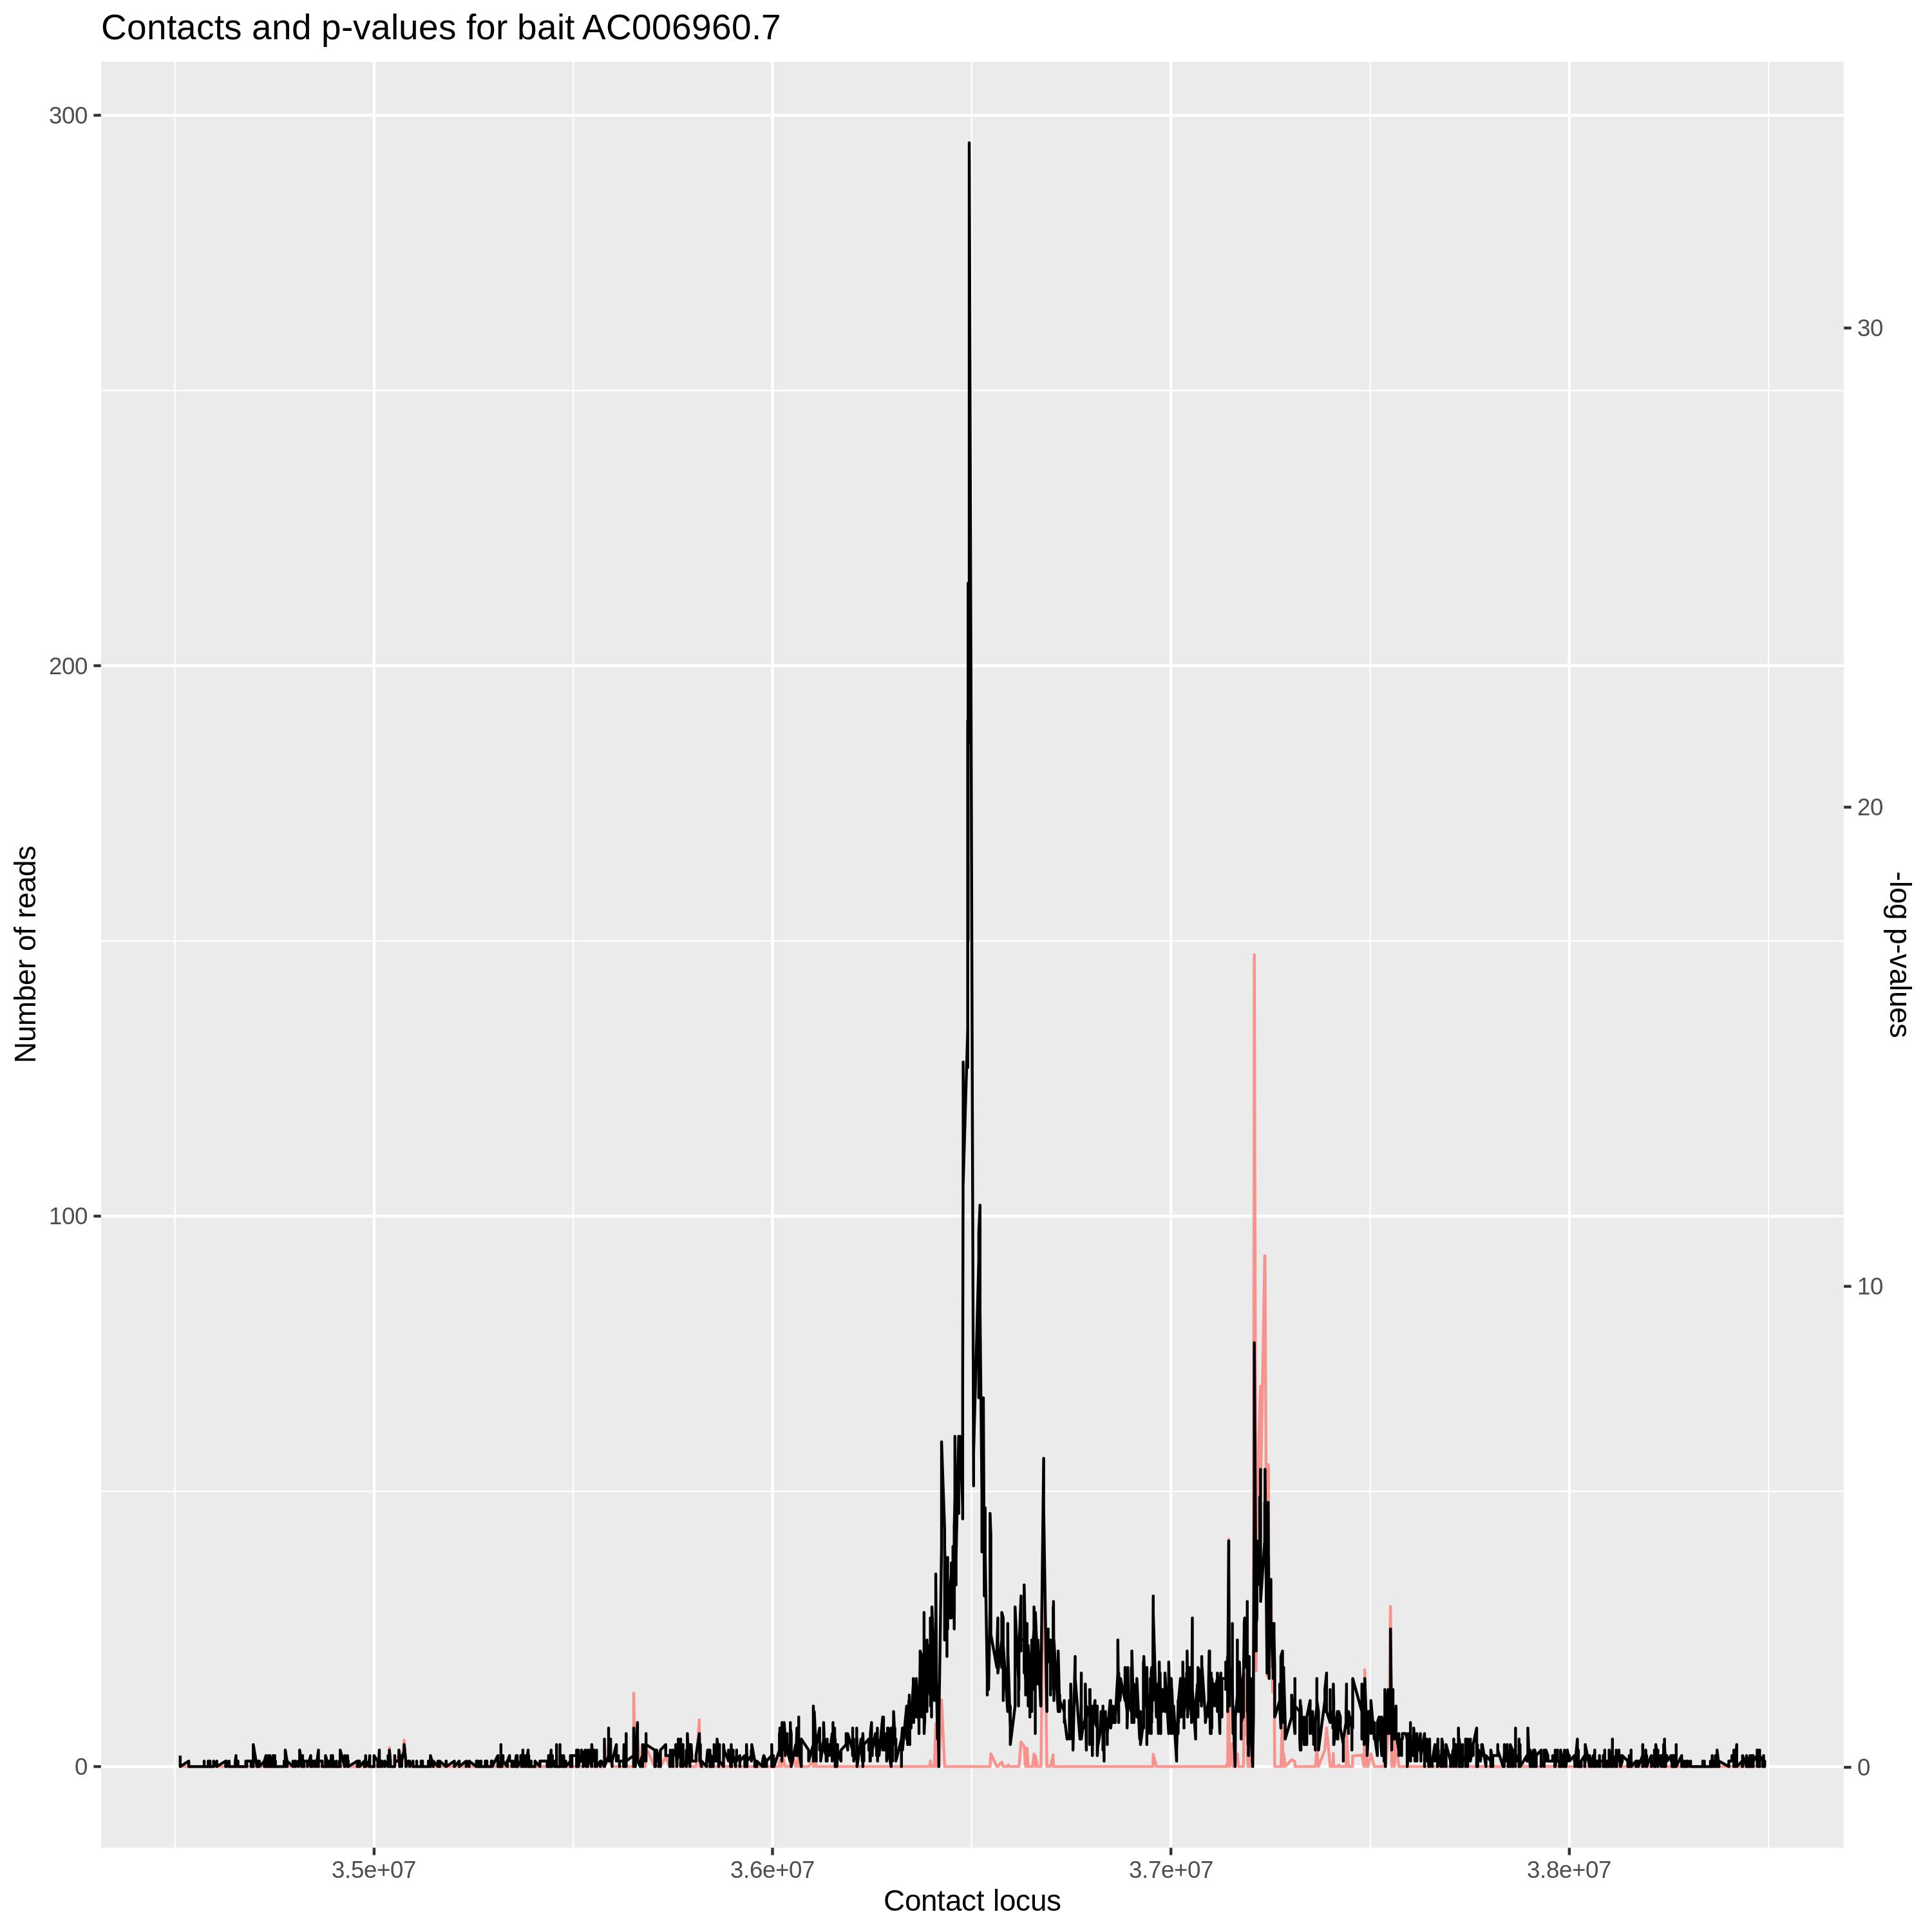 Contacts and p-values for bait AC006960.7
300
200
100
0
Number of reads
30
20
10
0
-log p-values
3.5e+07
3.6e+07
3.7e+07
3.8e+07
Contact locus